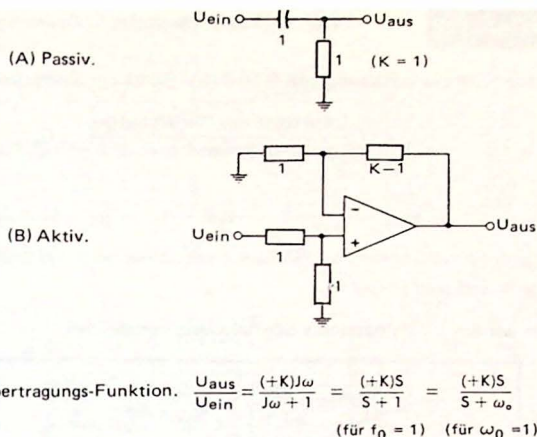 Uein Uaus
1
(A) Passiv. 1 (K = 1)
1 K−1
−
(B) Aktiv. Uein + Uaus
1
1
bertragungs-Funktion. Uaus/Uein = (+K)Jω/Jω + 1 = (+K)S/S + 1 = (+K)S/S + ωo
(für f0 = 1) (für ω0 =1)